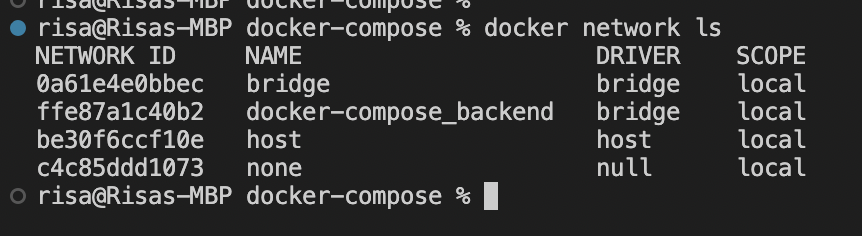 risa@Risas-MBP docker-compose %
risa@Risas-MBP docker-compose % docker network ls
NETWORK ID     NAME                     DRIVER    SCOPE
0a61e4e0bbec   bridge                   bridge    local
ffe87a1c40b2   docker-compose_backend   bridge    local
be30f6ccf10e   host                     host      local
c4c85ddd1073   none                     null      local
risa@Risas-MBP docker-compose %